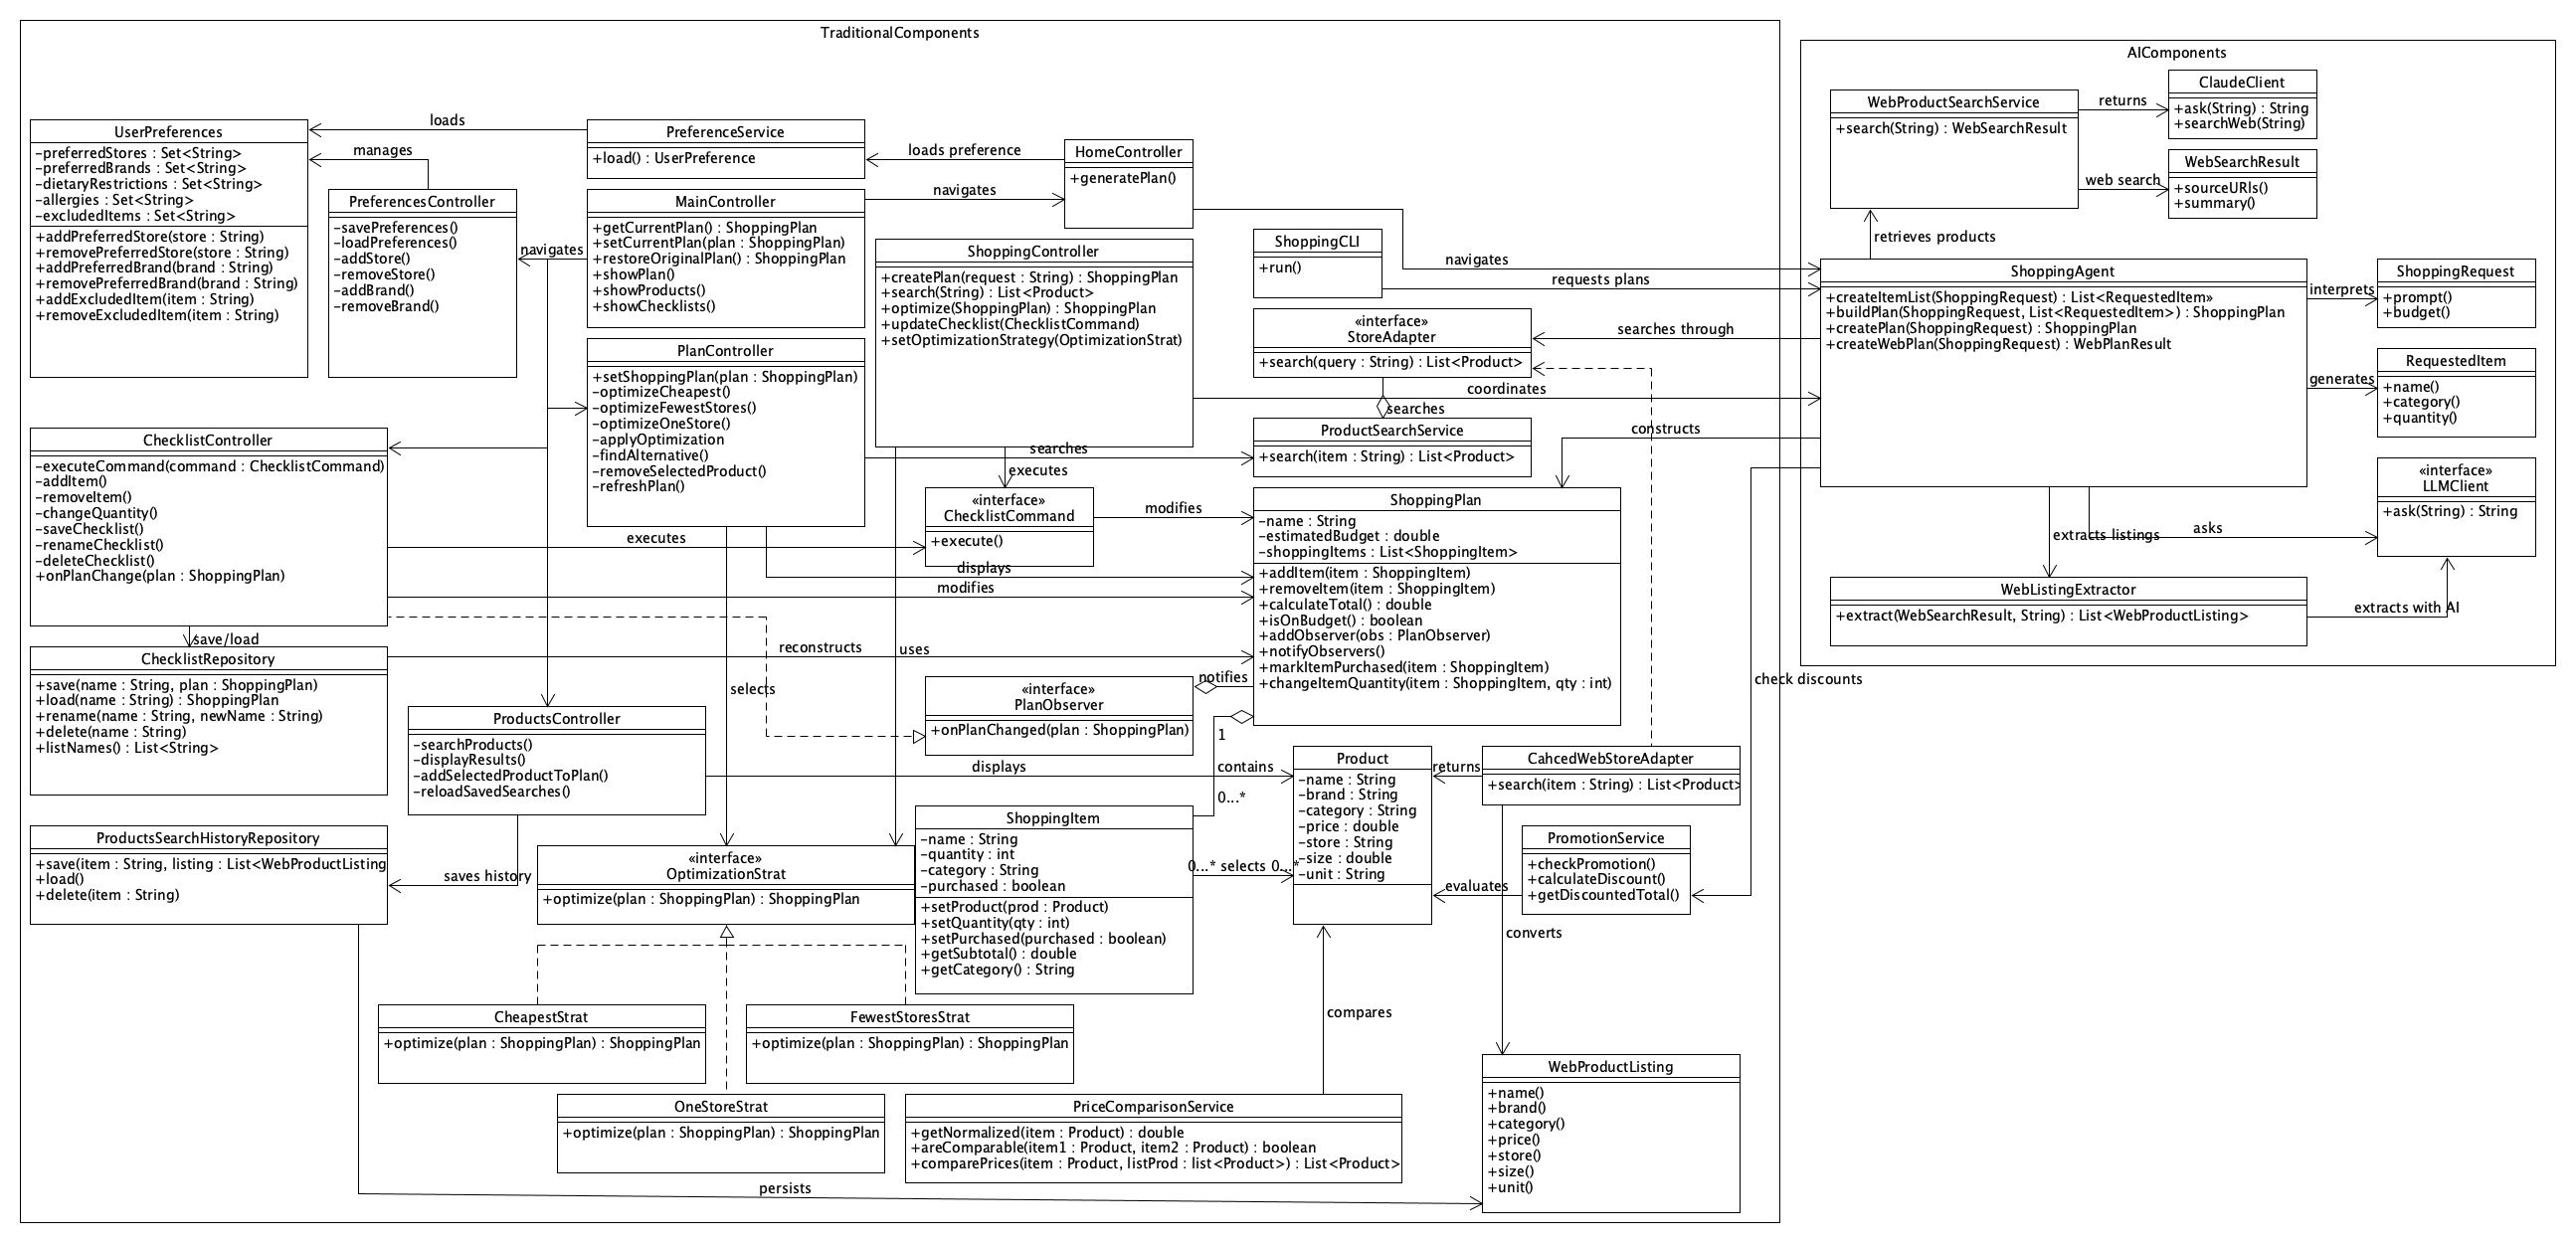 TraditionalComponents
UserPreferences
-preferredStores : Set<String>
-preferredBrands : Set<String>
-dietaryRestrictions : Set<String>
-allergies : Set<String>
-excludedItems : Set<String>
+addPreferredStore(store : String)
+removePreferredStore(store : String)
+addPreferredBrand(brand : String)
+removePreferredBrand(brand : String)
+addExcludedItem(item : String)
+removeExcludedItem(item : String)
loads
manages
PreferencesController
-savePreferences()
-loadPreferences()
-addStore()
-removeStore()
-addBrand()
-removeBrand()
navigates
PreferenceService
+load() : UserPreference
loads preference
navigates
MainController
+getCurrentPlan() : ShoppingPlan
+setCurrentPlan(plan : ShoppingPlan)
+restoreOriginalPlan() : ShoppingPlan
+showPlan()
+showProducts()
+showChecklists()
HomeController
+generatePlan()
ShoppingController
+createPlan(request : String) : ShoppingPlan
+search(String) : List<Product>
+optimize(ShoppingPlan) : ShoppingPlan
+updateChecklist(ChecklistCommand)
+setOptimizationStrategy(OptimizationStrat)
ShoppingCLI
+run()
navigates
requests plans
PlanController
+setShoppingPlan(plan : ShoppingPlan)
-optimizeCheapest()
-optimizeFewestStores()
-optimizeOneStore()
-applyOptimization
-findAlternative()
-removeSelectedProduct()
-refreshPlan()
«interface»
StoreAdapter
+search(query : String) : List<Product>
searches through
coordinates
searches
ProductSearchService
+search(item : String) : List<Product>
searches
executes
constructs
ChecklistController
-executeCommand(command : ChecklistCommand)
-addItem()
-removeItem()
-changeQuantity()
-saveChecklist()
-renameChecklist()
-deleteChecklist()
+onPlanChange(plan : ShoppingPlan)
executes
«interface»
ChecklistCommand
+execute()
modifies
displays
modifies
ShoppingPlan
-name : String
-estimatedBudget : double
-shoppingItems : List<ShoppingItem>
+addItem(item : ShoppingItem)
+removeItem(item : ShoppingItem)
+calculateTotal() : double
+isOnBudget() : boolean
+addObserver(obs : PlanObserver)
+notifyObservers()
+markItemPurchased(item : ShoppingItem)
+changeItemQuantity(item : ShoppingItem, qty : int)
save/load
ChecklistRepository
+save(name : String, plan : ShoppingPlan)
+load(name : String) : ShoppingPlan
+rename(name : String, newName : String)
+delete(name : String)
+listNames() : List<String>
reconstructs
uses
selects
notifies
«interface»
PlanObserver
+onPlanChanged(plan : ShoppingPlan)
check discounts
ProductsController
-searchProducts()
-displayResults()
-addSelectedProductToPlan()
-reloadSavedSearches()
displays
1
contains
0...*
Product
-name : String
-brand : String
-category : String
-price : double
-store : String
-size : double
-unit : String
returns
CahcedWebStoreAdapter
+search(item : String) : List<Product>
ProductsSearchHistoryRepository
+save(item : String, listing : List<WebProductListing
+load()
+delete(item : String)
saves history
«interface»
OptimizationStrat
+optimize(plan : ShoppingPlan) : ShoppingPlan
ShoppingItem
-name : String
-quantity : int
-category : String
-purchased : boolean
+setProduct(prod : Product)
+setQuantity(qty : int)
+setPurchased(purchased : boolean)
+getSubtotal() : double
+getCategory() : String
0...* selects 0...*
evaluates
PromotionService
+checkPromotion()
+calculateDiscount()
+getDiscountedTotal()
converts
CheapestStrat
+optimize(plan : ShoppingPlan) : ShoppingPlan
FewestStoresStrat
+optimize(plan : ShoppingPlan) : ShoppingPlan
compares
OneStoreStrat
+optimize(plan : ShoppingPlan) : ShoppingPlan
PriceComparisonService
+getNormalized(item : Product) : double
+areComparable(item1 : Product, item2 : Product) : boolean
+comparePrices(item : Product, listProd : list<Product>) : List<Product>
WebProductListing
+name()
+brand()
+category()
+price()
+store()
+size()
+unit()
persists
AIComponents
WebProductSearchService
+search(String) : WebSearchResult
returns
ClaudeClient
+ask(String) : String
+searchWeb(String)
web search
WebSearchResult
+sourceURls()
+summary()
retrieves products
ShoppingAgent
+createItemList(ShoppingRequest) : List<RequestedItem>
+buildPlan(ShoppingRequest, List<RequestedItem>) : ShoppingPlan
+createPlan(ShoppingRequest) : ShoppingPlan
+createWebPlan(ShoppingRequest) : WebPlanResult
interprets
ShoppingRequest
+prompt()
+budget()
generates
RequestedItem
+name()
+category()
+quantity()
«interface»
LLMClient
+ask(String) : String
extracts listings
asks
WebListingExtractor
+extract(WebSearchResult, String) : List<WebProductListing>
extracts with AI